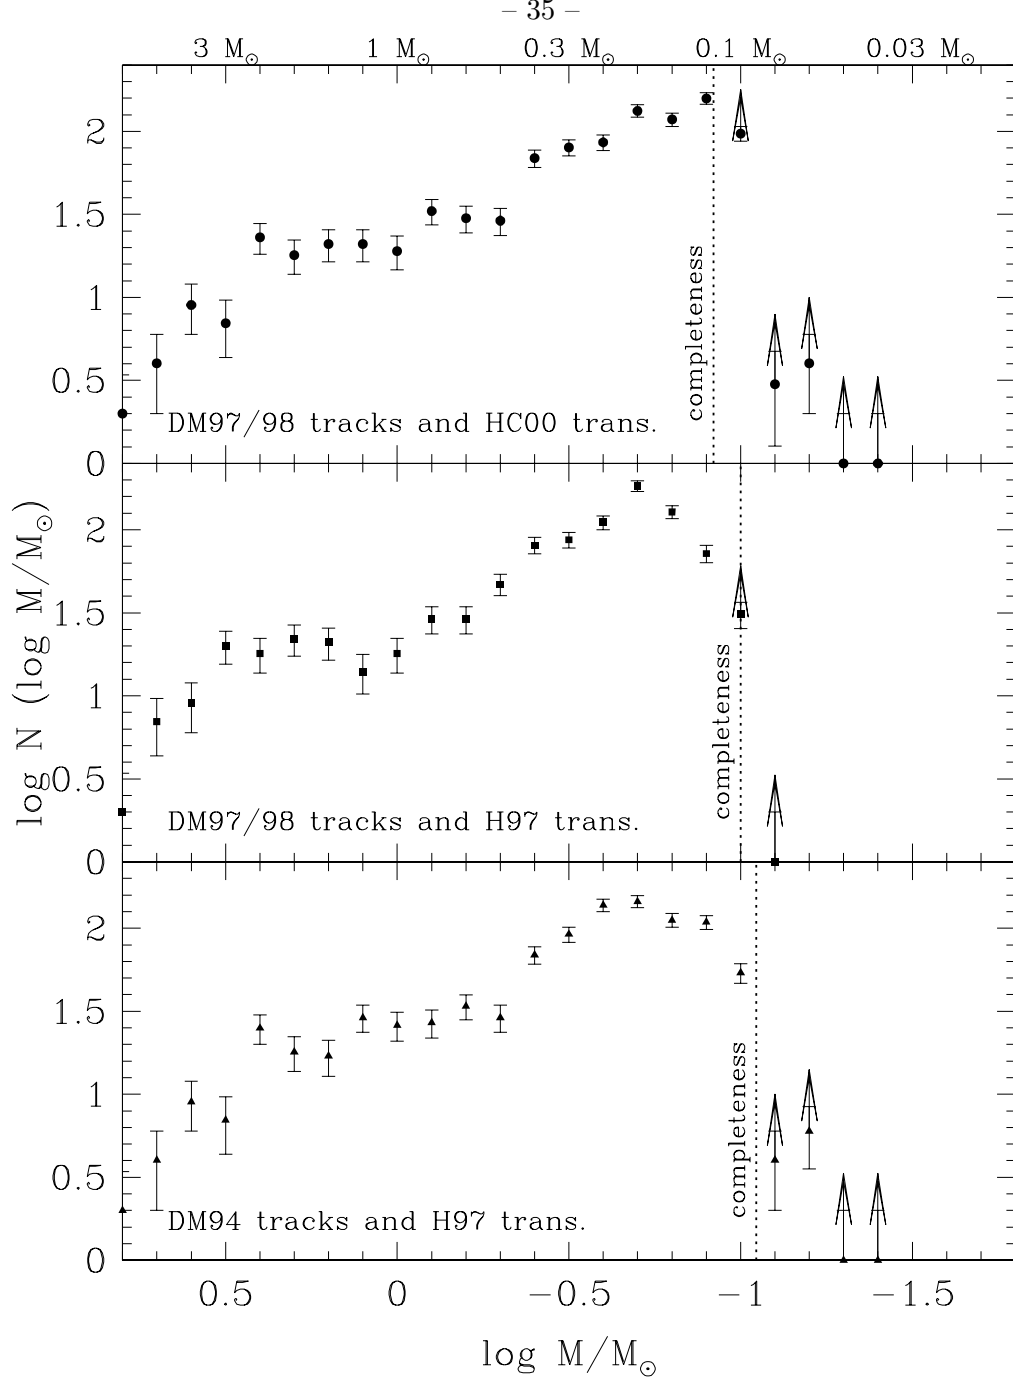 – 35 –
3 M☉ 1 M☉ 0.3 M☉ 0.1 M☉ 0.03 M☉
2
1.5
1
0.5
0
completeness
DM97/98 tracks and HC00 trans.
log N (log M/M☉)
2
1.5
1
0.5
0
completeness
DM97/98 tracks and H97 trans.
2
1.5
1
0.5
0
completeness
DM94 tracks and H97 trans.
0.5 0 −0.5 −1 −1.5
log M/M☉